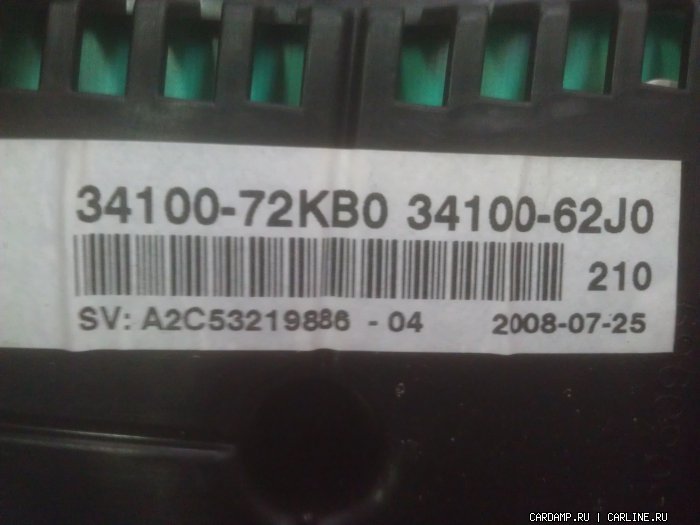 34100-72KB0 34100-62J0
210
SV: A2C53219886 - 04 2008-07-25
CARDAMP.RU | CARLINE.RU